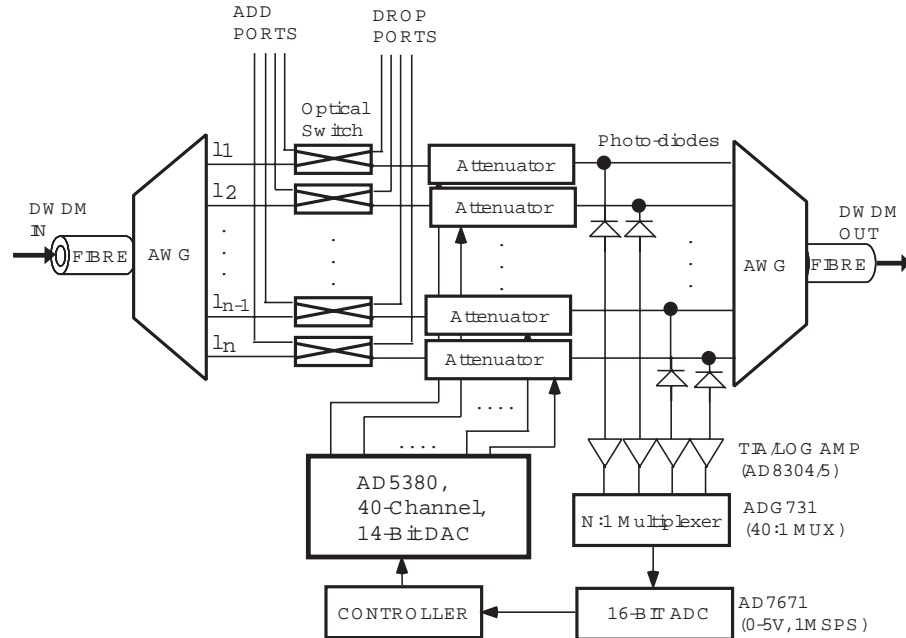 ADD
PORTS
DROP
PORTS
Optical
Switch
Photo-diodes
l1
l2
ln-1
ln
Attenuator
Attenuator
Attenuator
Attenuator
DWDM
IN
FIBRE
AWG
AWG
DWDM
OUT
FIBRE
AD5380,
40-Channel,
14-Bit DAC
TIA/LOG AMP
(AD8304/5)
N:1 Multiplexer
ADG731
(40:1 MUX)
CONTROLLER
16-BIT ADC
AD7671
(0-5V, 1MSPS)